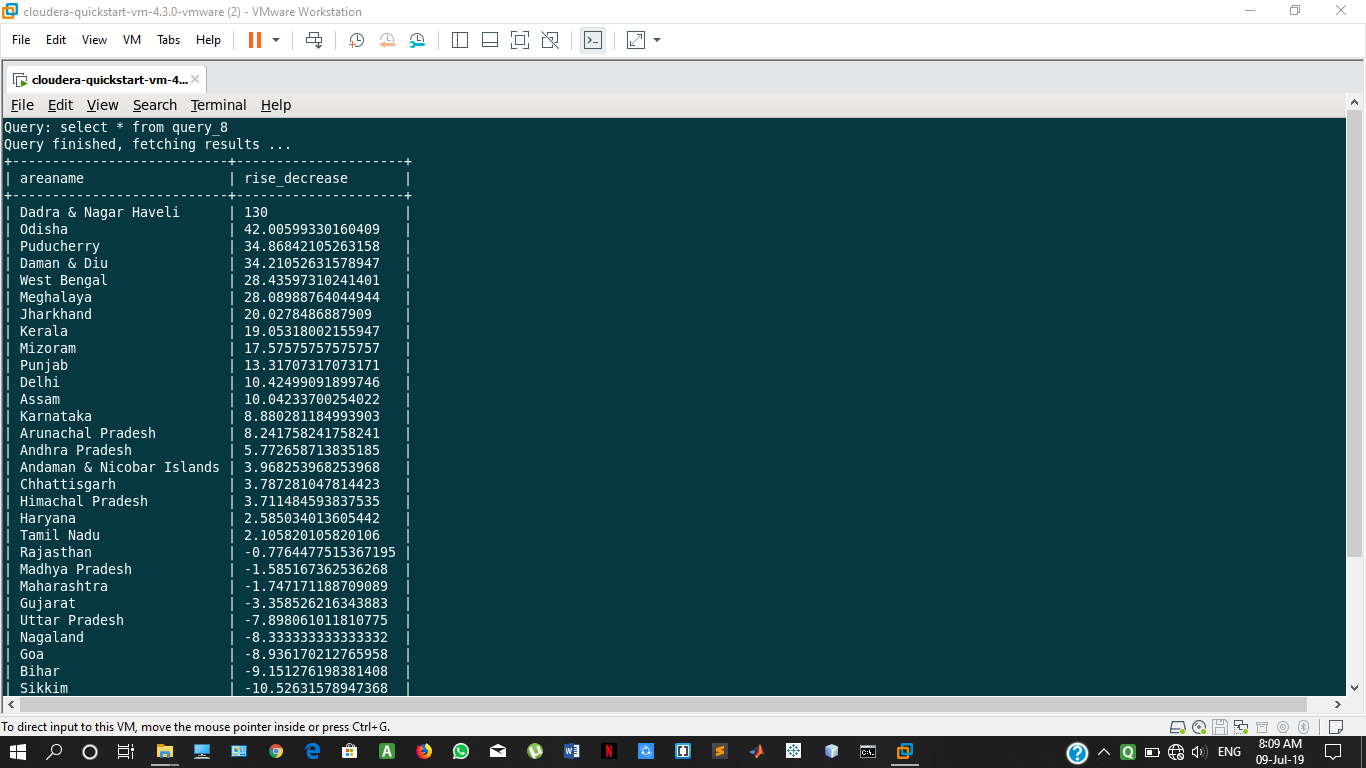 cloudera-quickstart-vm-4.3.0-vmware (2) - VMware Workstation
File Edit View VM Tabs Help
cloudera-quickstart-vm-4...
File Edit View Search Terminal Help
Query: select * from query_8
Query finished, fetching results ...
+---------------------------+---------------------+
| areaname                  | rise_decrease       |
+---------------------------+---------------------+
| Dadra & Nagar Haveli      | 130                 |
| Odisha                    | 42.00599330160409   |
| Puducherry                | 34.86842105263158   |
| Daman & Diu               | 34.21052631578947   |
| West Bengal               | 28.43597310241401   |
| Meghalaya                 | 28.08988764044944   |
| Jharkhand                 | 20.0278486887909    |
| Kerala                    | 19.05318002155947   |
| Mizoram                   | 17.57575757575757   |
| Punjab                    | 13.31707317073171   |
| Delhi                     | 10.42499091899746   |
| Assam                     | 10.04233700254022   |
| Karnataka                 | 8.880281184993903   |
| Arunachal Pradesh         | 8.241758241758241   |
| Andhra Pradesh            | 5.772658713835185   |
| Andaman & Nicobar Islands | 3.968253968253968   |
| Chhattisgarh              | 3.787281047814423   |
| Himachal Pradesh          | 3.711484593837535   |
| Haryana                   | 2.585034013605442   |
| Tamil Nadu                | 2.105820105820106   |
| Rajasthan                 | -0.7764477515367195 |
| Madhya Pradesh            | -1.585167362536268  |
| Maharashtra               | -1.747171188709089  |
| Gujarat                   | -3.358526216343883  |
| Uttar Pradesh             | -7.898061011810775  |
| Nagaland                  | -8.333333333333332  |
| Goa                       | -8.936170212765958  |
| Bihar                     | -9.151276198381408  |
| Sikkim                    | -10.52631578947368  |
To direct input to this VM, move the mouse pointer inside or press Ctrl+G.
ENG
8:09 AM
09-Jul-19